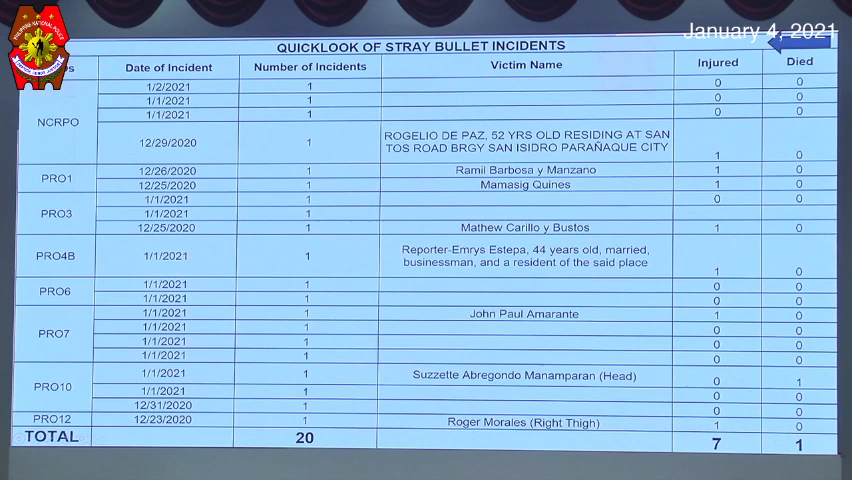 January 4, 2021
PHILIPPINE NATIONAL POLICE
QUICKLOOK OF STRAY BULLET INCIDENTS
Date of Incident Number of Incidents Victim Name Injured Died
NCRPO
1/2/2021 1 0 0
1/1/2021 1 0 0
1/1/2021 1 0 0
12/29/2020 1 ROGELIO DE PAZ, 52 YRS OLD RESIDING AT SAN
TOS ROAD BRGY SAN ISIDRO PARAÑAQUE CITY 1 0
PRO1
12/26/2020 1 Ramil Barbosa y Manzano 1 0
12/25/2020 1 Mamasig Quines 1 0
PRO3
1/1/2021 1 0 0
1/1/2021 1
12/25/2020 1 Mathew Carillo y Bustos 1 0
PRO4B
1/1/2021 1 Reporter-Emrys Estepa, 44 years old, married,
businessman, and a resident of the said place 1 0
PRO6
1/1/2021 1 0 0
1/1/2021 1 0 0
PRO7
1/1/2021 1 John Paul Amarante 1 0
1/1/2021 1 0 0
1/1/2021 1 0 0
1/1/2021 1 0 0
PRO10
1/1/2021 1 Suzzette Abregondo Manamparan (Head) 0 1
1/1/2021 1 0 0
12/31/2020 1 0 0
PRO12 12/23/2020 1 Roger Morales (Right Thigh) 1 0
TOTAL 20 7 1